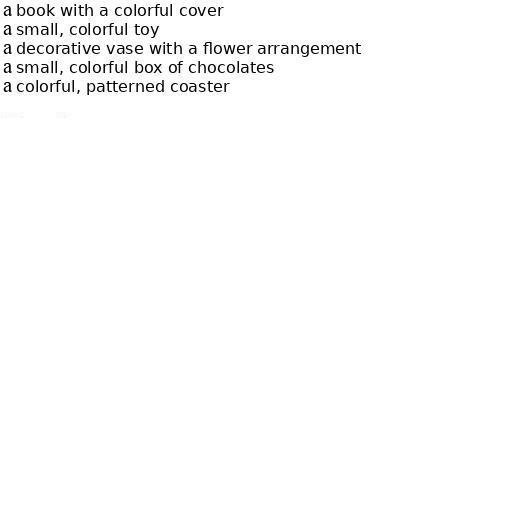 a book with a colorful cover
a small, colorful toy
a decorative vase with a flower arrangement
a small, colorful box of chocolates
a colorful, patterned coaster